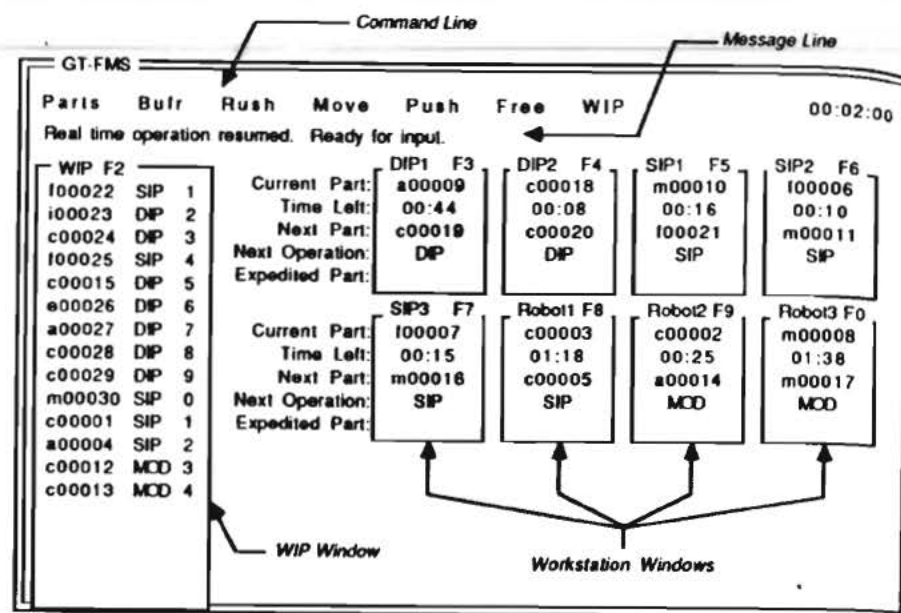 Command Line
Message Line
GT-FMS
Parts Bufr Rush Move Push Free WIP 00:02:00
Real time operation resumed. Ready for input.
WIP F2
f00022 SIP 1
i00023 DIP 2
c00024 DIP 3
f00025 SIP 4
c00015 DIP 5
e00026 DIP 6
a00027 DIP 7
c00028 DIP 8
c00029 DIP 9
m00030 SIP 0
c00001 SIP 1
a00004 SIP 2
c00012 MOD 3
c00013 MOD 4
DIP1 F3 DIP2 F4 SIP1 F5 SIP2 F6
Current Part: a00009 c00018 m00010 f00006
Time Left: 00:44 00:08 00:16 00:10
Next Part: c00019 c00020 f00021 m00011
Next Operation: DIP DIP SIP SIP
Expedited Part:
SIP3 F7 Robot1 F8 Robot2 F9 Robot3 F0
Current Part: f00007 c00003 c00002 m00008
Time Left: 00:15 01:18 00:25 01:38
Next Part: m00016 c00005 a00014 m00017
Next Operation: SIP SIP MOD MOD
Expedited Part:
WIP Window
Workstation Windows